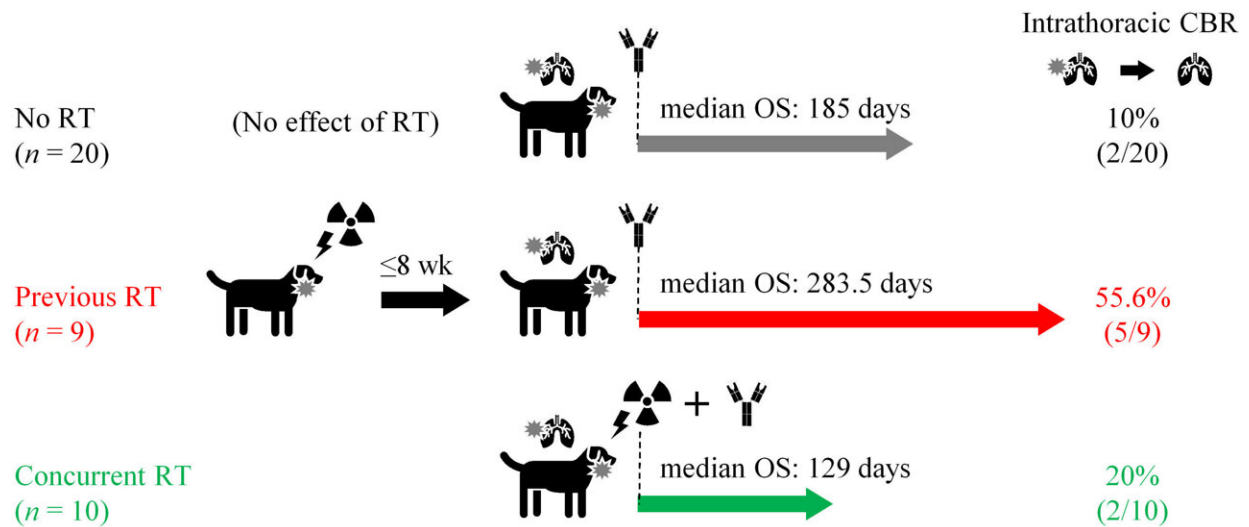 Intrathoracic CBR
No RT
(n = 20)
(No effect of RT)
median OS: 185 days
10%
(2/20)
Previous RT
(n = 9)
≤8 wk
median OS: 283.5 days
55.6%
(5/9)
+
Concurrent RT
(n = 10)
median OS: 129 days
20%
(2/10)